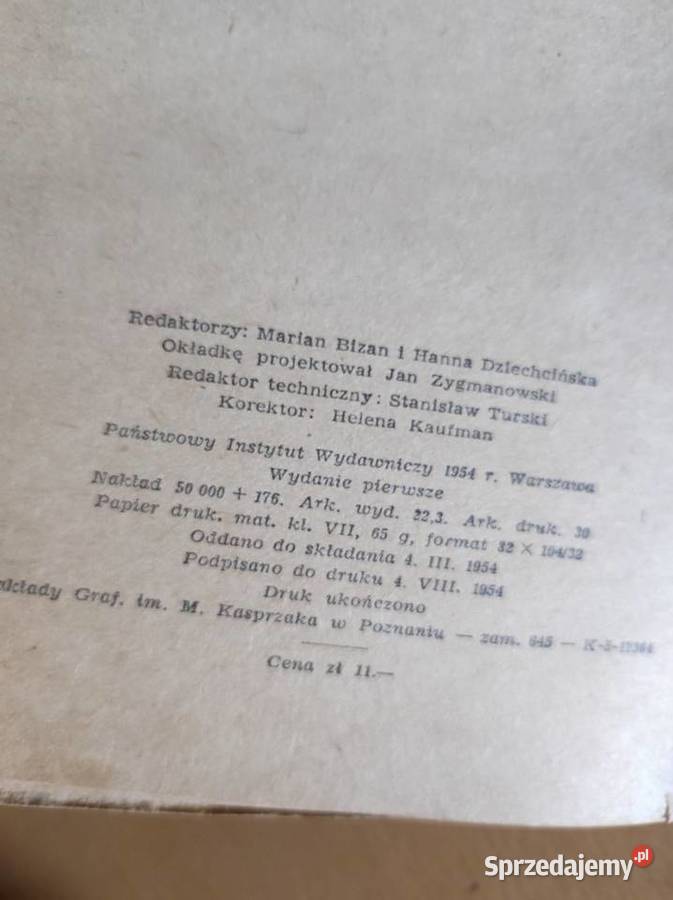 Redaktorzy: Marian Bizan i Hanna Dziechcińska
Okładkę projektował Jan Zygmanowski
Redaktor techniczny: Stanisław Turski
Korektor: Helena Kaufman
Państwowy Instytut Wydawniczy 1954 r. Warszawa
Wydanie pierwsze
Nakład 50 000 + 176. Ark. wyd. 22,3. Ark. druk. 30
Papier druk. mat. kl. VII, 65 g, format 82 × 104/32
Oddano do składania 4. III. 1954
Podpisano do druku 4. VIII. 1954
Druk ukończono
Graf. im. M. Kasprzaka w Poznaniu — zam. 645 —
Cena zł 11.—
Sprzedajemy.pl